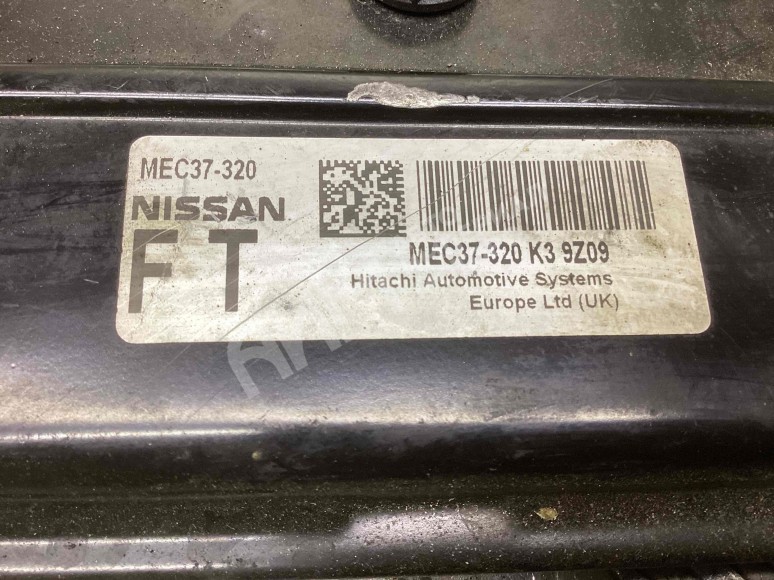 MEC37-320
NISSAN
F T
MEC37-320 K3 9Z09
Hitachi Automotive Systems
Europe Ltd (UK)